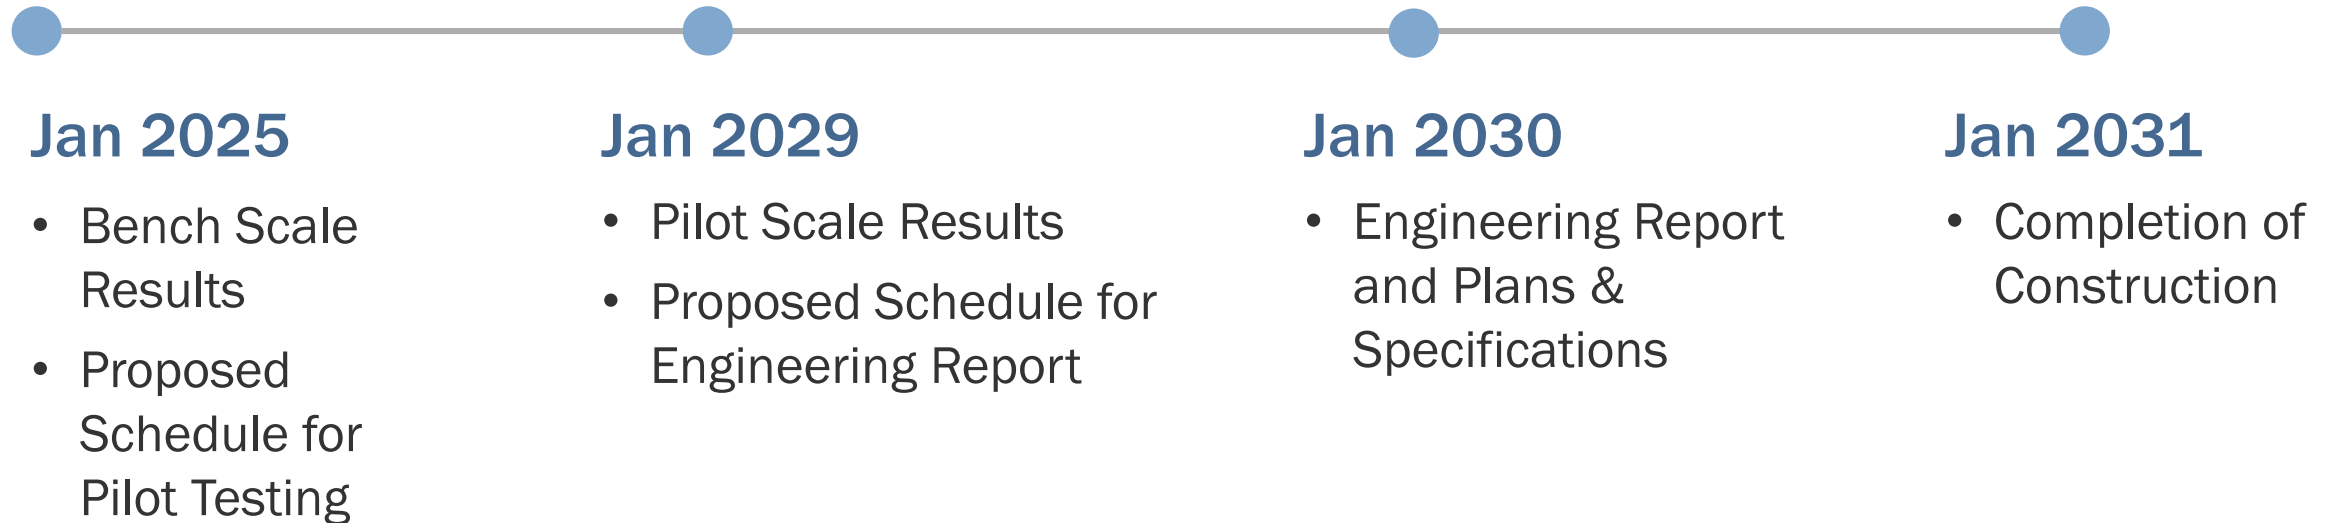 Jan 2025
• Bench Scale
Results
• Proposed
Schedule for
Pilot Testing
Jan 2029
• Pilot Scale Results
• Proposed Schedule for
Engineering Report
Jan 2030
• Engineering Report
and Plans &
Specifications
Jan 2031
• Completion of
Construction